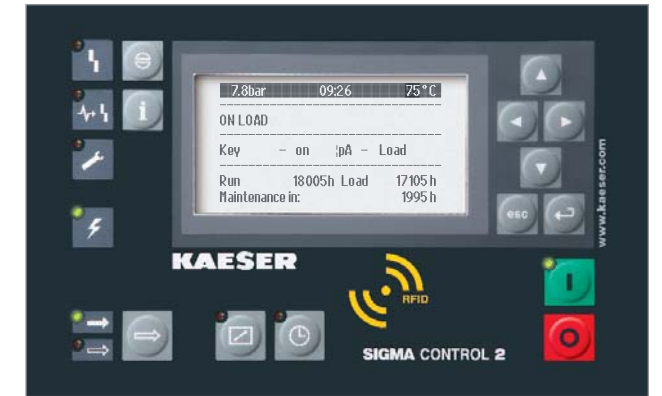 7.8bar 09:26 75°C
ON LOAD
Key - on ¦pA - Load
Run 18005h Load 17105h
Maintenance in: 1995h
esc
www.kaeser.com
KAESER
RFID
SIGMA CONTROL 2